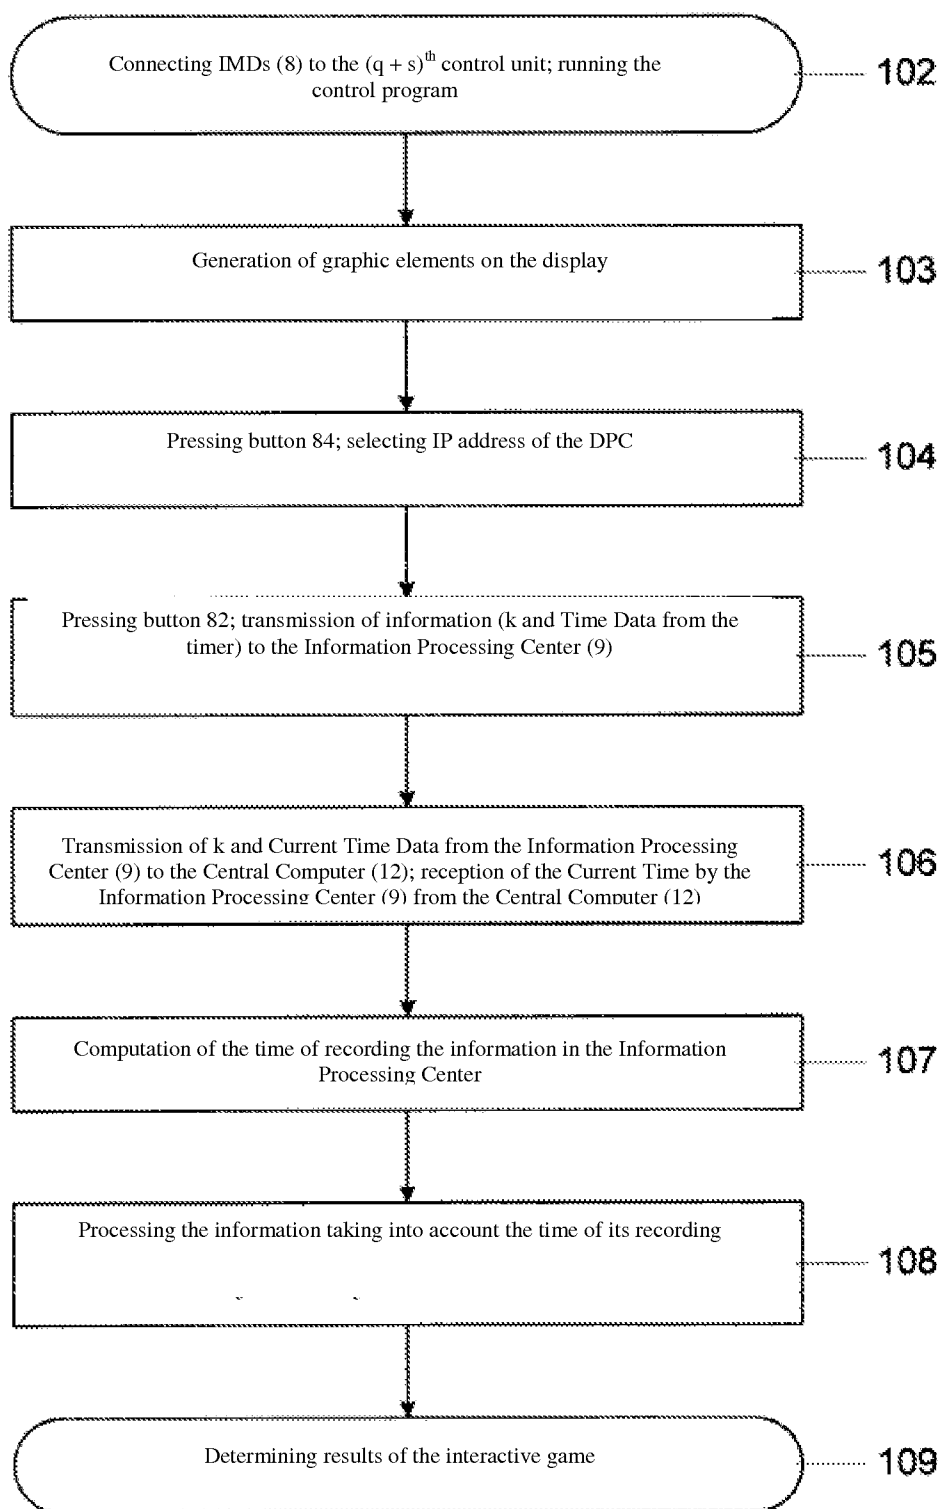 Connecting IMDs (8) to the (q + s)th control unit; running the
control program
102
Generation of graphic elements on the display
103
Pressing button 84; selecting IP address of the DPC
104
Pressing button 82; transmission of information (k and Time Data from the
timer) to the Information Processing Center (9)
105
Transmission of k and Current Time Data from the Information Processing
Center (9) to the Central Computer (12); reception of the Current Time by the
Information Processing Center (9) from the Central Computer (12)
106
Computation of the time of recording the information in the Information
Processing Center
107
Processing the information taking into account the time of its recording
108
Determining results of the interactive game
109